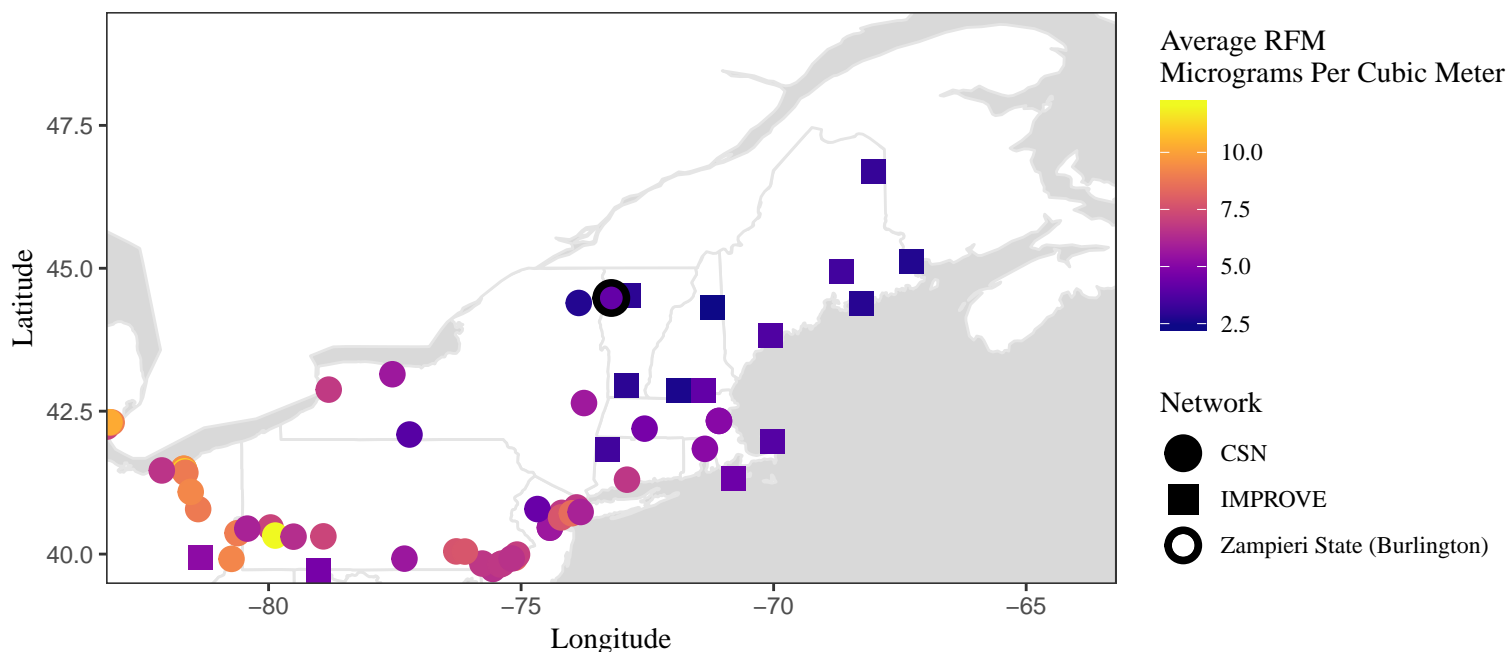 47.5
45.0
42.5
40.0
Latitude
−80
−75
−70
−65
Longitude
Average RFM
Micrograms Per Cubic Meter
10.0
7.5
5.0
2.5
Network
CSN
IMPROVE
Zampieri State (Burlington)